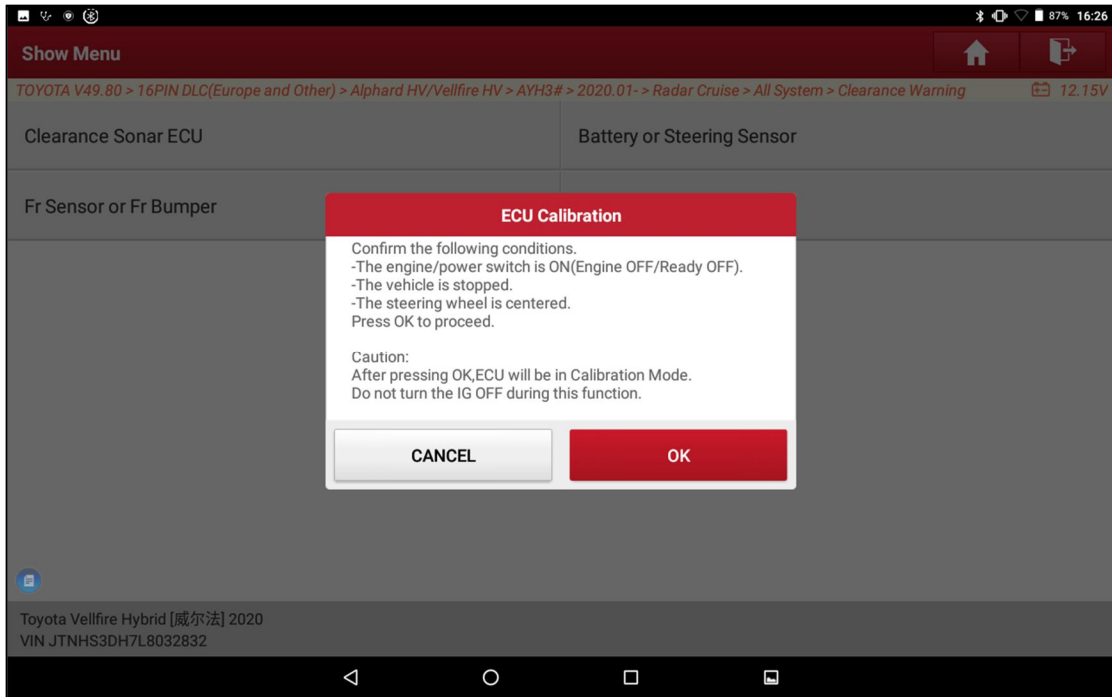 87% 16:26
Show Menu
TOYOTA V49.80 > 16PIN DLC(Europe and Other) > Alphard HV/Vellfire HV > AYH3# > 2020.01- > Radar Cruise > All System > Clearance Warning
12.15V
Clearance Sonar ECU
Battery or Steering Sensor
Fr Sensor or Fr Bumper
ECU Calibration
Confirm the following conditions.
-The engine/power switch is ON(Engine OFF/Ready OFF).
-The vehicle is stopped.
-The steering wheel is centered.
Press OK to proceed.
Caution:
After pressing OK,ECU will be in Calibration Mode.
Do not turn the IG OFF during this function.
CANCEL
OK
Toyota Vellfire Hybrid [威尔法] 2020
VIN JTNHS3DH7L8032832